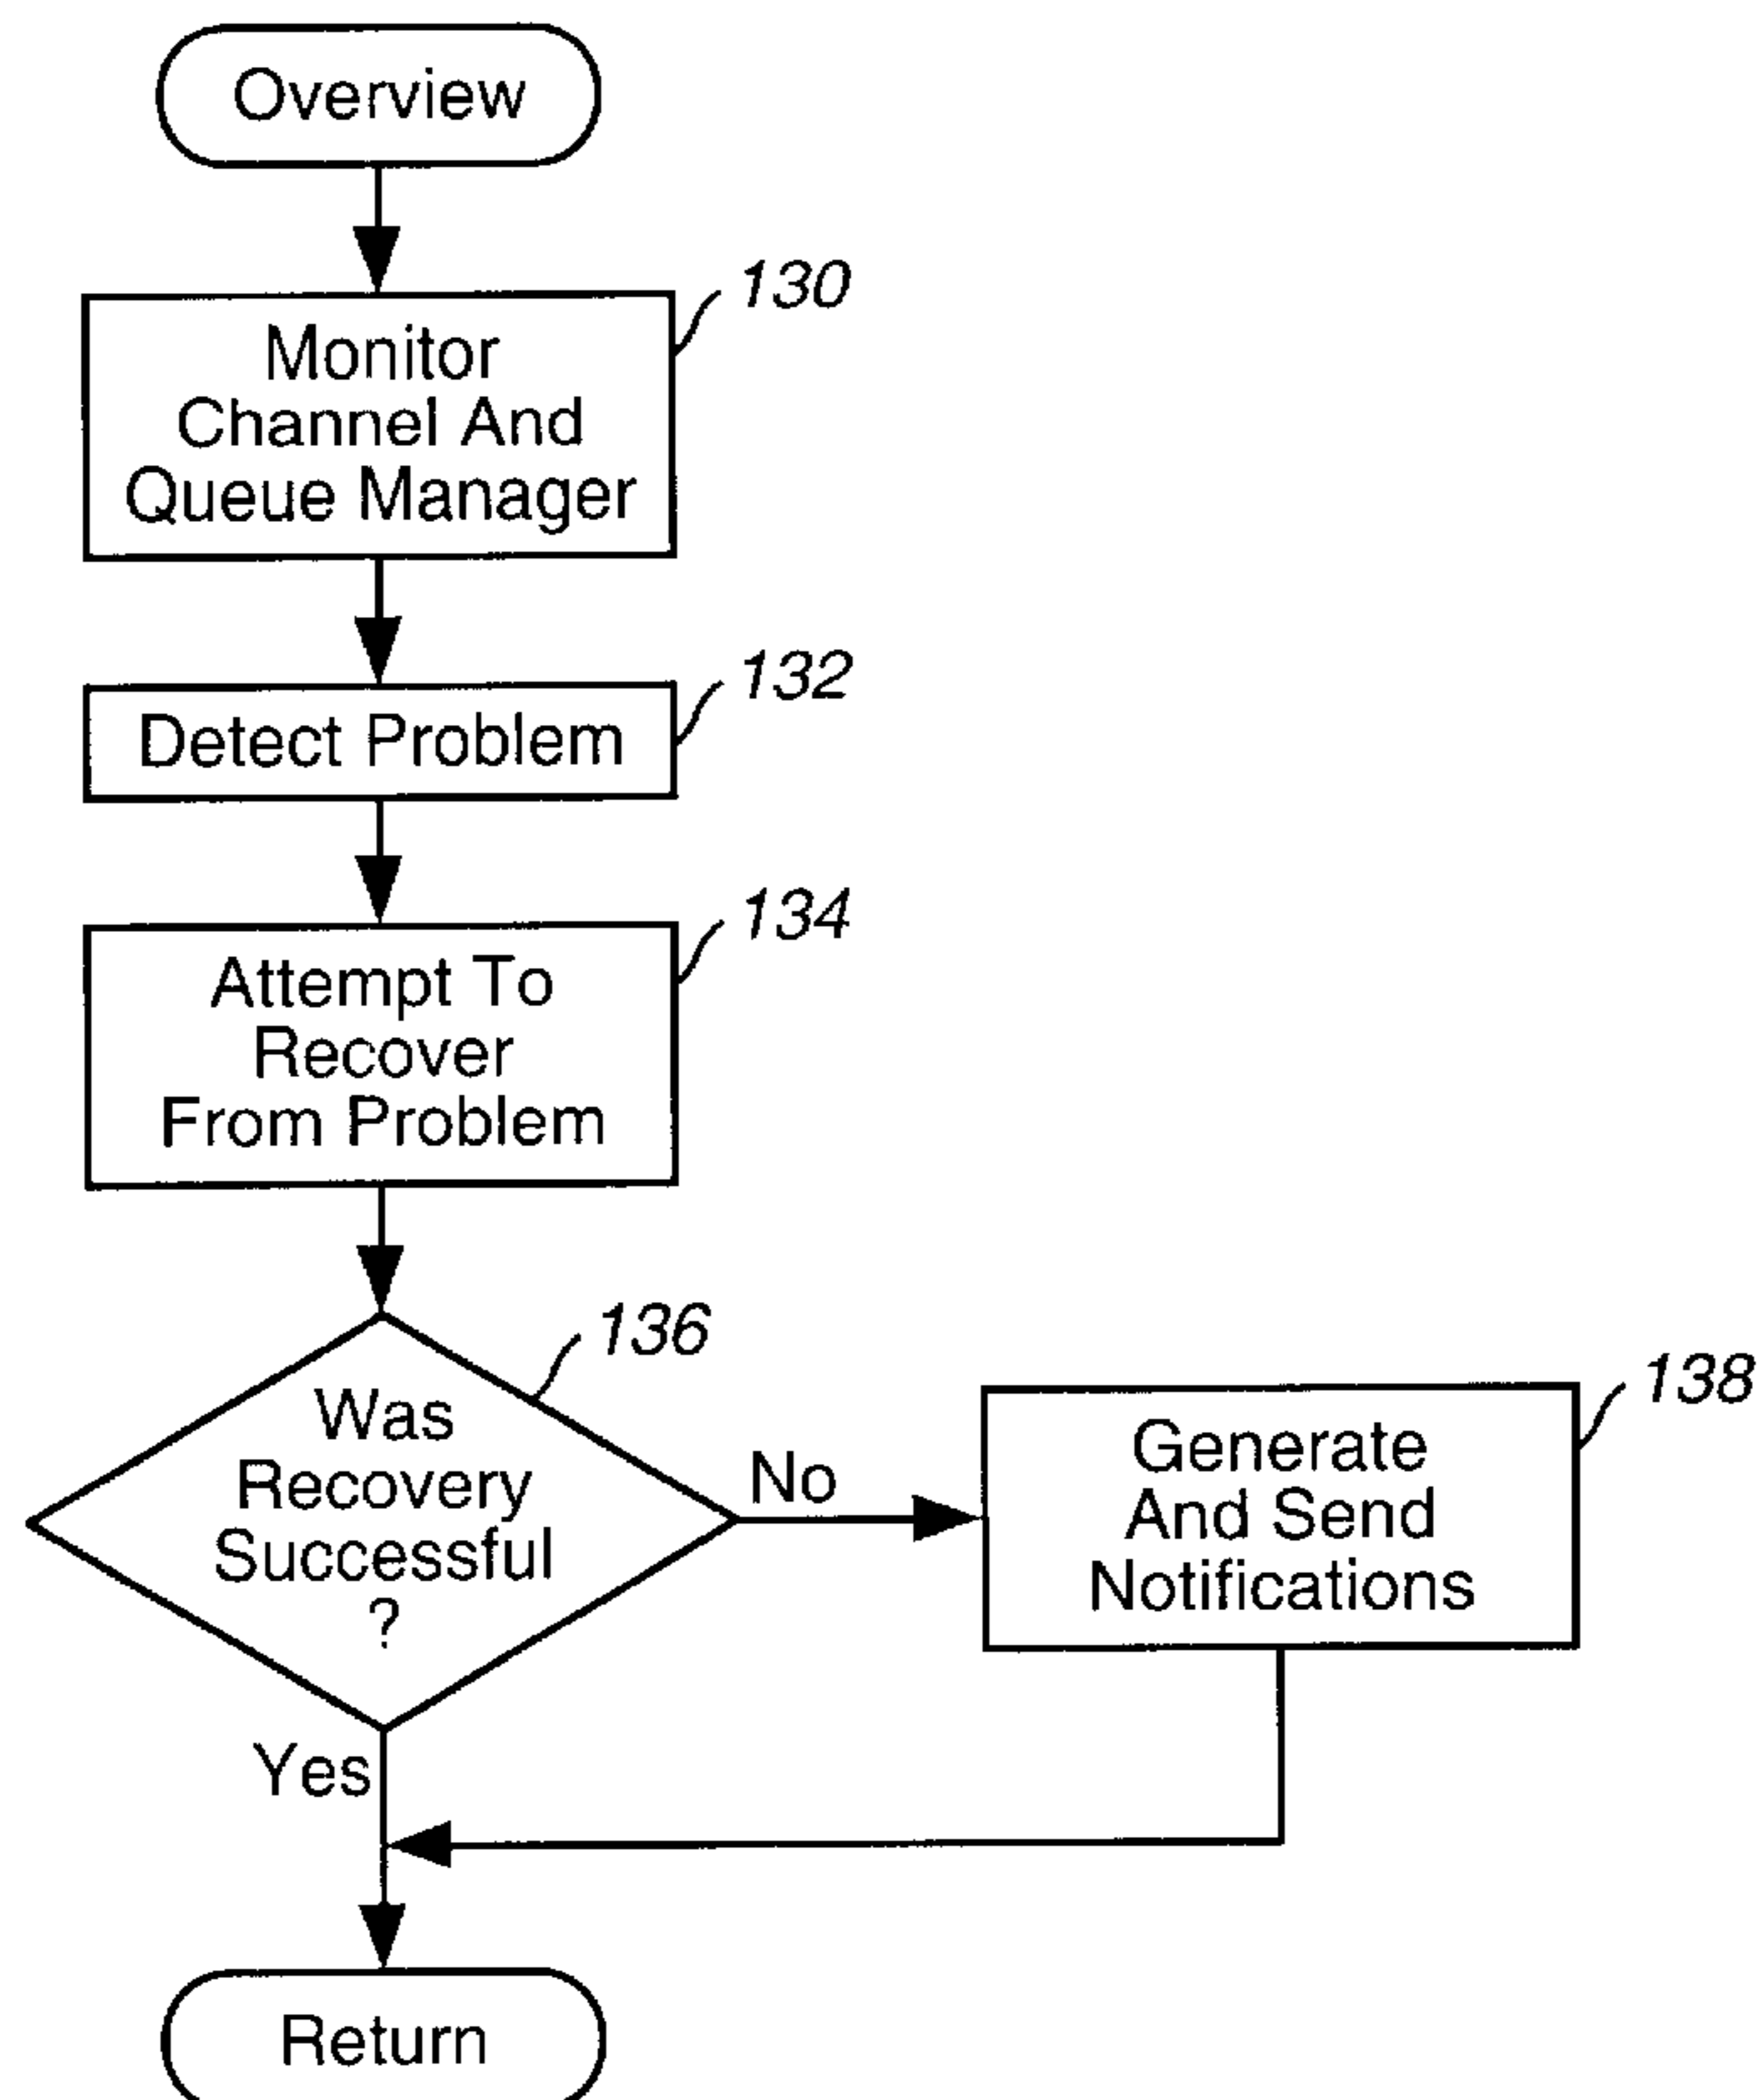 Overview
130
Monitor
Channel And
Queue Manager
132
Detect Problem
134
Attempt To
Recover
From Problem
136
Was
Recovery
Successful
?
No
138
Generate
And Send
Notifications
Yes
Return